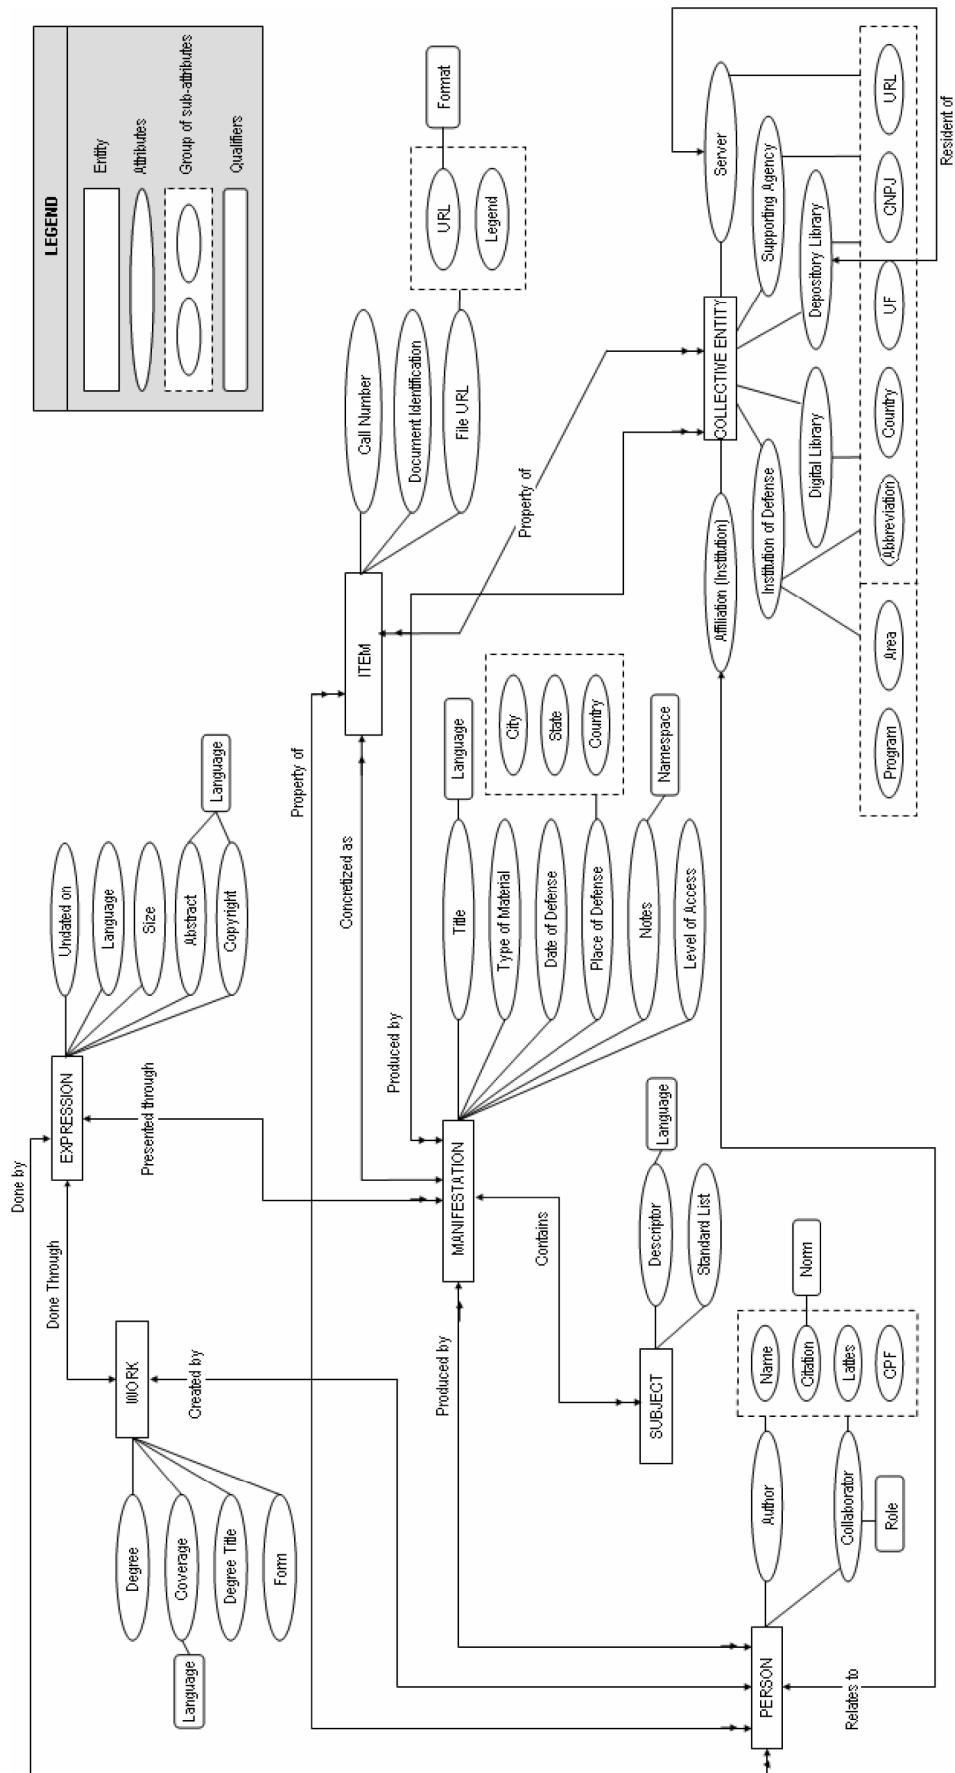 LEGEND
Entity
Attributes
Group of sub-attributes
Qualifiers
Done by
Done Through
EXPRESSION
Undated on
Language
Size
Abstract
Copyright
Language
WORK
Degree
Coverage
Degree Title
Form
Language
Created by
Presented through
Property of
Concretized as
Produced by
ITEM
Call Number
Document Identification
File URL
URL
Legend
Format
MANIFESTATION
Title
Type of Material
Date of Defense
Place of Defense
Notes
Level of Access
Language
City
State
Country
Namespace
Produced by
Contains
Property of
SUBJECT
Descriptor
Standard List
Language
PERSON
Author
Collaborator
Role
Name
Citation
Lattes
CPF
Norm
Relates to
COLLECTIVE ENTITY
Affiliation (Institution)
Institution of Defense
Digital Library
Depository Library
Supporting Agency
Server
Program
Area
Abbreviation
Country
UF
CNPJ
URL
Resident of